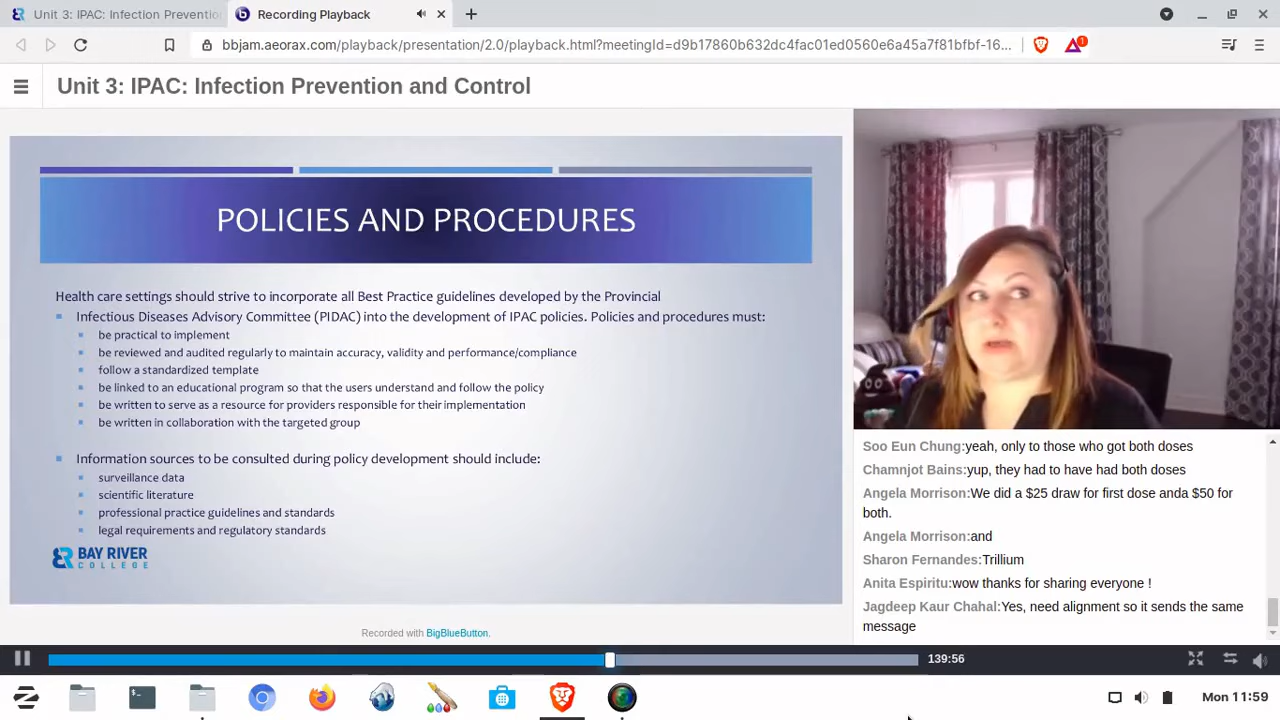 Unit 3: IPAC: Infection Preventio
Recording Playback
bbjam.aeorax.com/playback/presentation/2.0/playback.html?meetingId=d9b17860b632dc4fac01ed0560e6a45a7f81bfbf-16...
1
Unit 3: IPAC: Infection Prevention and Control
POLICIES AND PROCEDURES
Health care settings should strive to incorporate all Best Practice guidelines developed by the Provincial
Infectious Diseases Advisory Committee (PIDAC) into the development of IPAC policies. Policies and procedures must:
be practical to implement
be reviewed and audited regularly to maintain accuracy, validity and performance/compliance
follow a standardized template
be linked to an educational program so that the users understand and follow the policy
be written to serve as a resource for providers responsible for their implementation
be written in collaboration with the targeted group
Information sources to be consulted during policy development should include:
surveillance data
scientific literature
professional practice guidelines and standards
legal requirements and regulatory standards
BAY RIVER
COLLEGE
Soo Eun Chung:yeah, only to those who got both doses
Chamnjot Bains:yup, they had to have had both doses
Angela Morrison:We did a $25 draw for first dose anda $50 for
both.
Angela Morrison:and
Sharon Fernandes:Trillium
Anita Espiritu:wow thanks for sharing everyone !
Jagdeep Kaur Chahal:Yes, need alignment so it sends the same
message
Recorded with BigBlueButton.
139:56
Mon 11:59